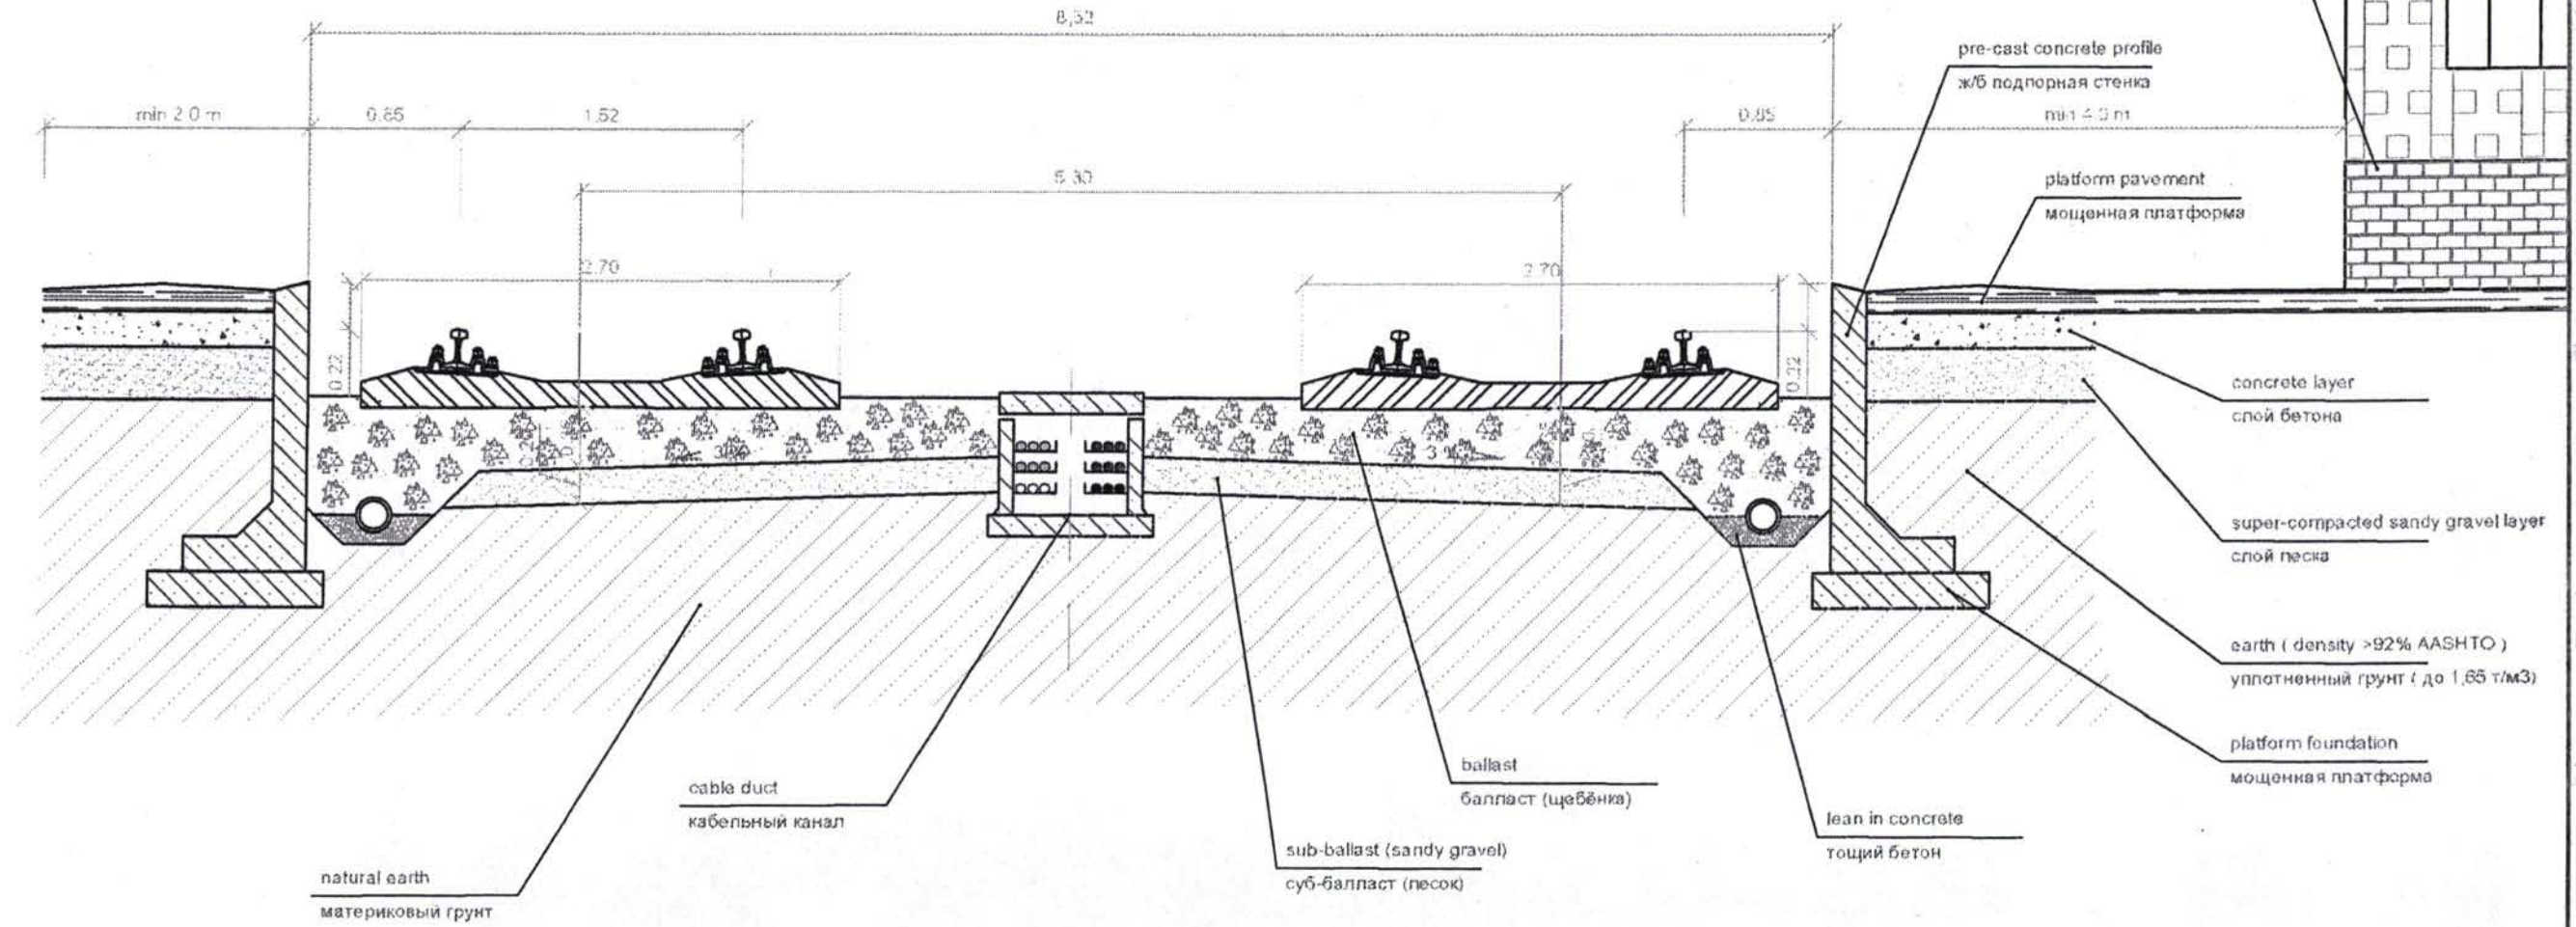 8,52
pre-cast concrete profile
ж/б подпорная стенка
min 2.0 m
0.85
1.52
0.85
min 4.0 m
5.30
platform pavement
мощенная платформа
2.70
2.70
0.22
concrete layer
слой бетона
3 %
super-compacted sandy gravel layer
слой песка
earth ( density >92% AASHTO )
уплотненный грунт ( до 1,65 т/м3)
platform foundation
мощенная платформа
ballast
балласт (щебёнка)
cable duct
кабельный канал
lean in concrete
тощий бетон
sub-ballast (sandy gravel)
суб-балласт (песок)
natural earth
материковый грунт